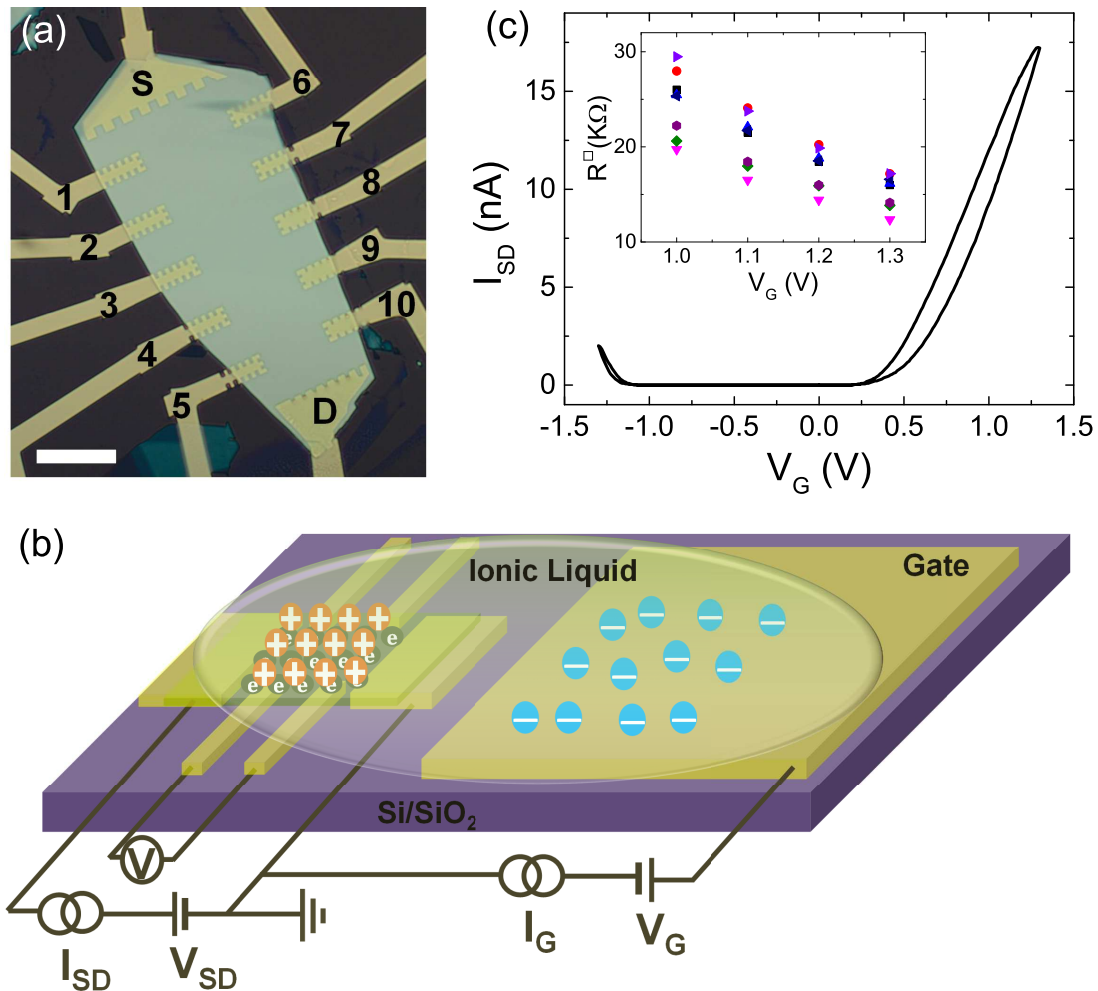 (a)
S
6
7
1
8
2
9
3
10
4
5
D
(c)
I_SD (nA)
15
10
5
0
-1.5 -1.0 -0.5 0.0 0.5 1.0 1.5
V_G (V)
R□(KΩ)
30
20
10
1.0 1.1 1.2 1.3
V_G (V)
(b)
Ionic Liquid
Gate
+ + + +
e e
+ + + +
e e e
+ + + +
e e e e e
Si/SiO₂
V
I_SD
V_SD
I_G
V_G